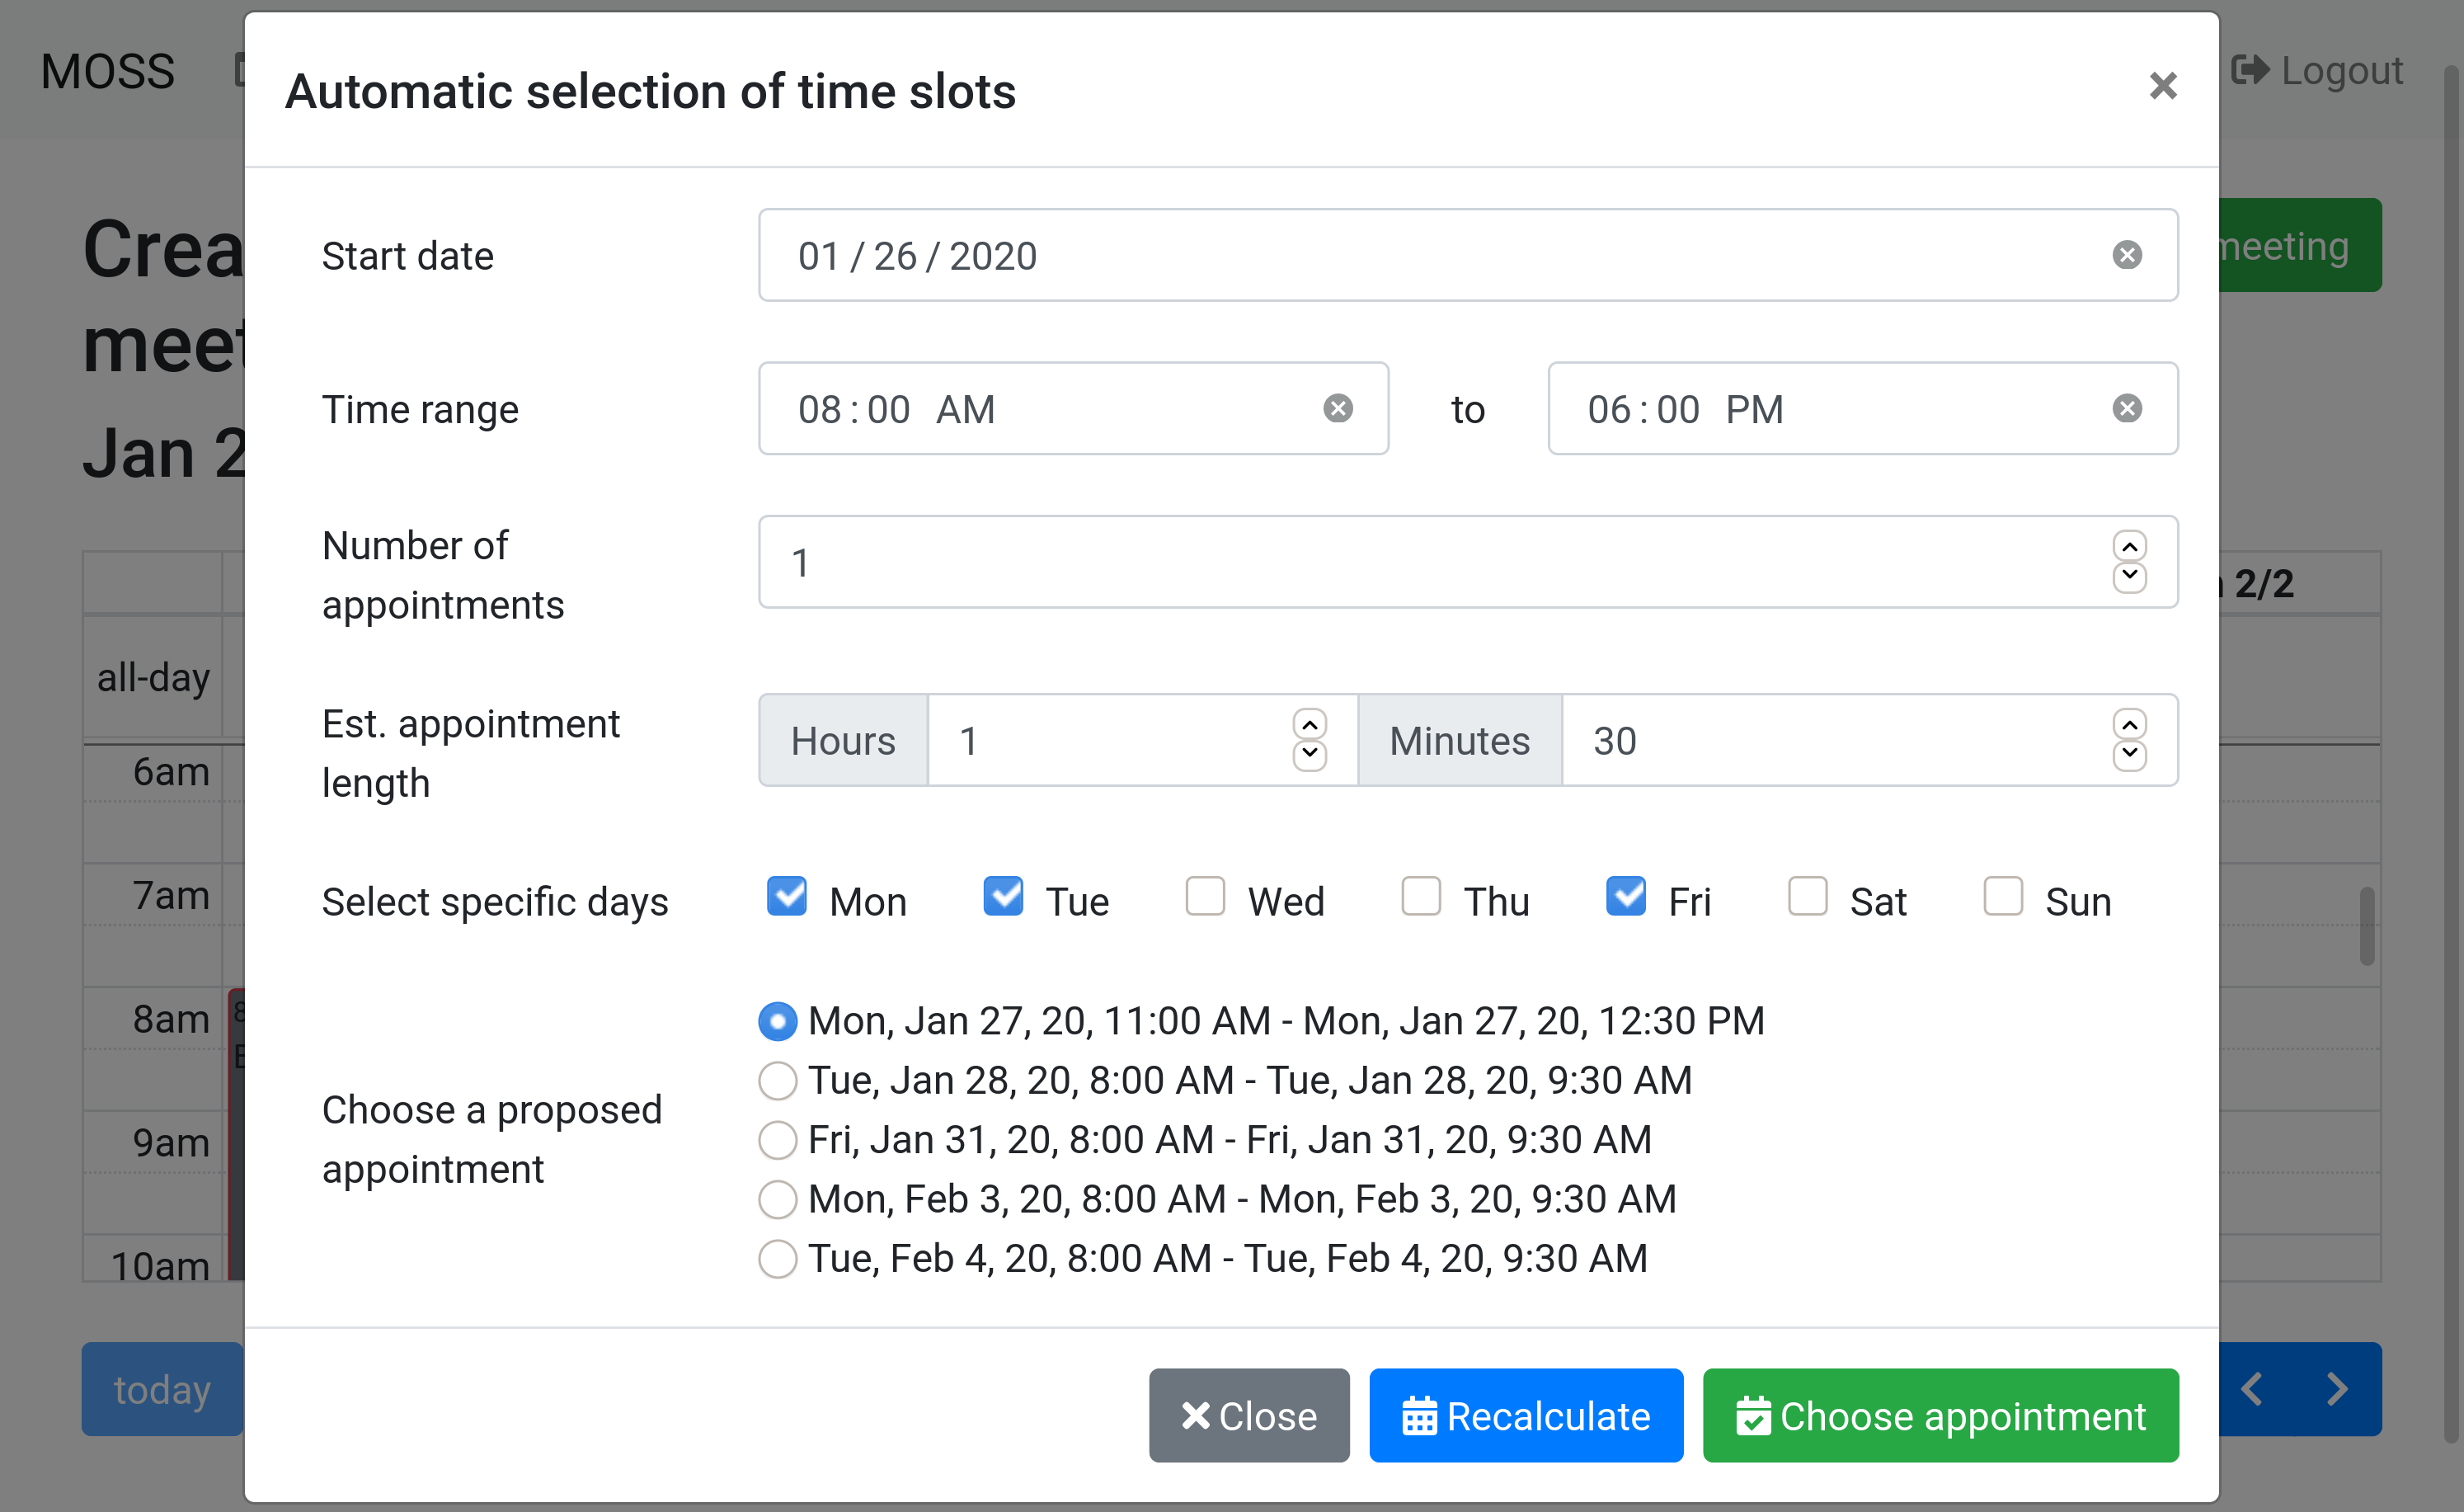 MOSS
Logout
Automatic selection of time slots
Crea
meet
Jan 2
meeting
Start date
01 / 26 / 2020
Time range
08 : 00 AM to 06 : 00 PM
Number of
appointments
1
2/2
all-day
Est. appointment
length
Hours 1 Minutes 30
6am
7am
8am
9am
10am
Select specific days
Mon Tue Wed Thu Fri Sat Sun
Choose a proposed
appointment
Mon, Jan 27, 20, 11:00 AM - Mon, Jan 27, 20, 12:30 PM
Tue, Jan 28, 20, 8:00 AM - Tue, Jan 28, 20, 9:30 AM
Fri, Jan 31, 20, 8:00 AM - Fri, Jan 31, 20, 9:30 AM
Mon, Feb 3, 20, 8:00 AM - Mon, Feb 3, 20, 9:30 AM
Tue, Feb 4, 20, 8:00 AM - Tue, Feb 4, 20, 9:30 AM
today
Close
Recalculate
Choose appointment